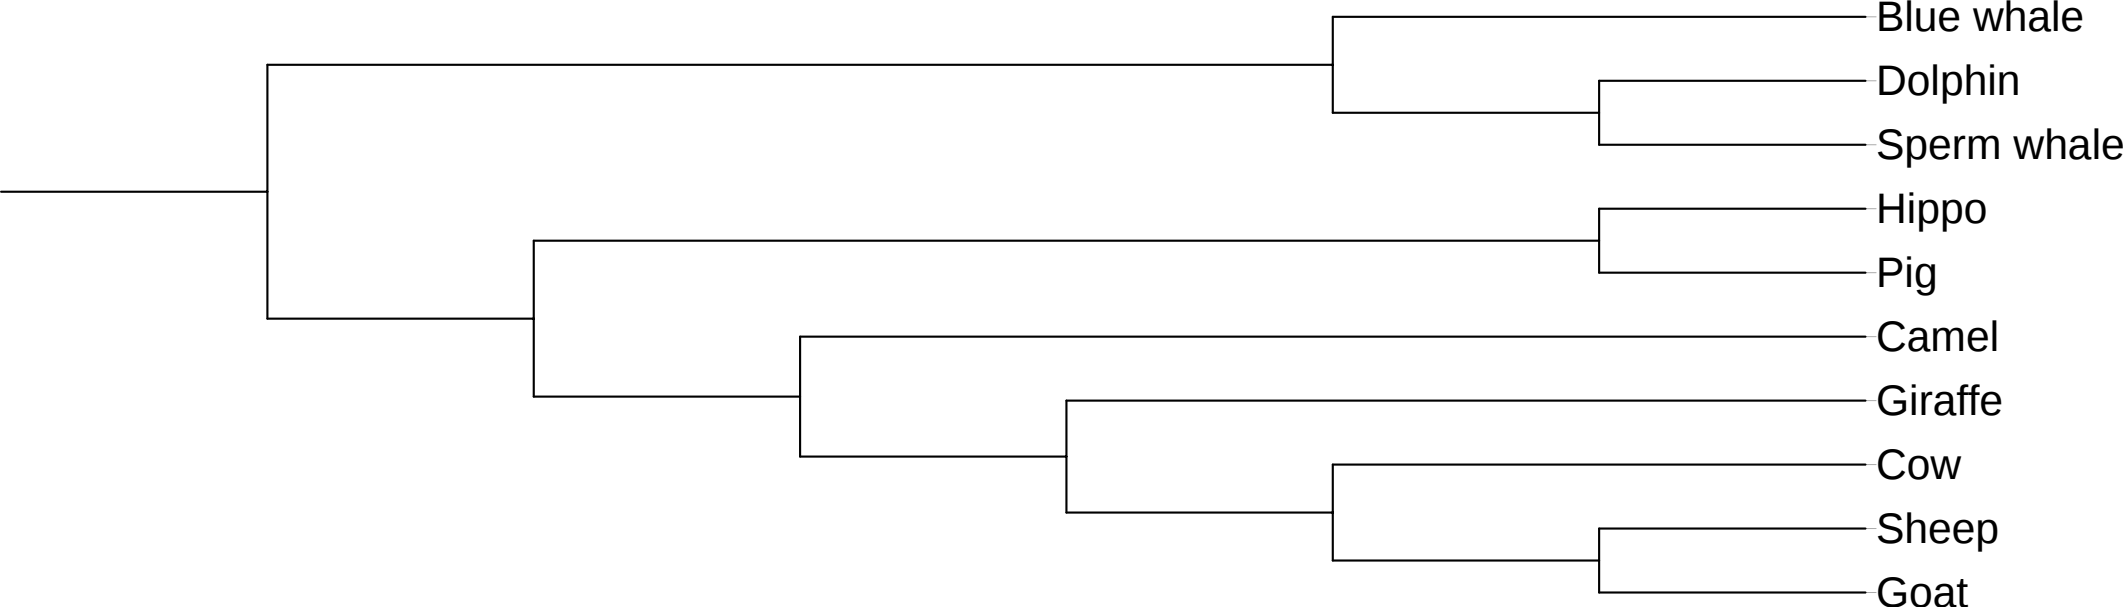 Blue whale
Dolphin
Sperm whale
Hippo
Pig
Camel
Giraffe
Cow
Sheep
Goat